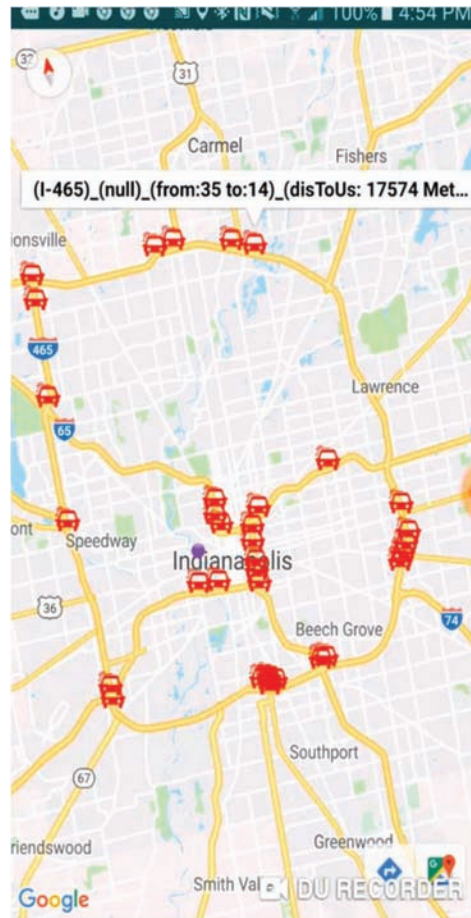 100% 4:54 PM
32
31
Carmel
Fishers
(I-465)_(null)_(from:35 to:14)_(disToUs: 17574 Met...
ionsville
465
Lawrence
65
ont
Speedway
Indianapolis
36
74
Beech Grove
Southport
67
riendswood
Greenwood
Google
Smith Val
DU RECORDER